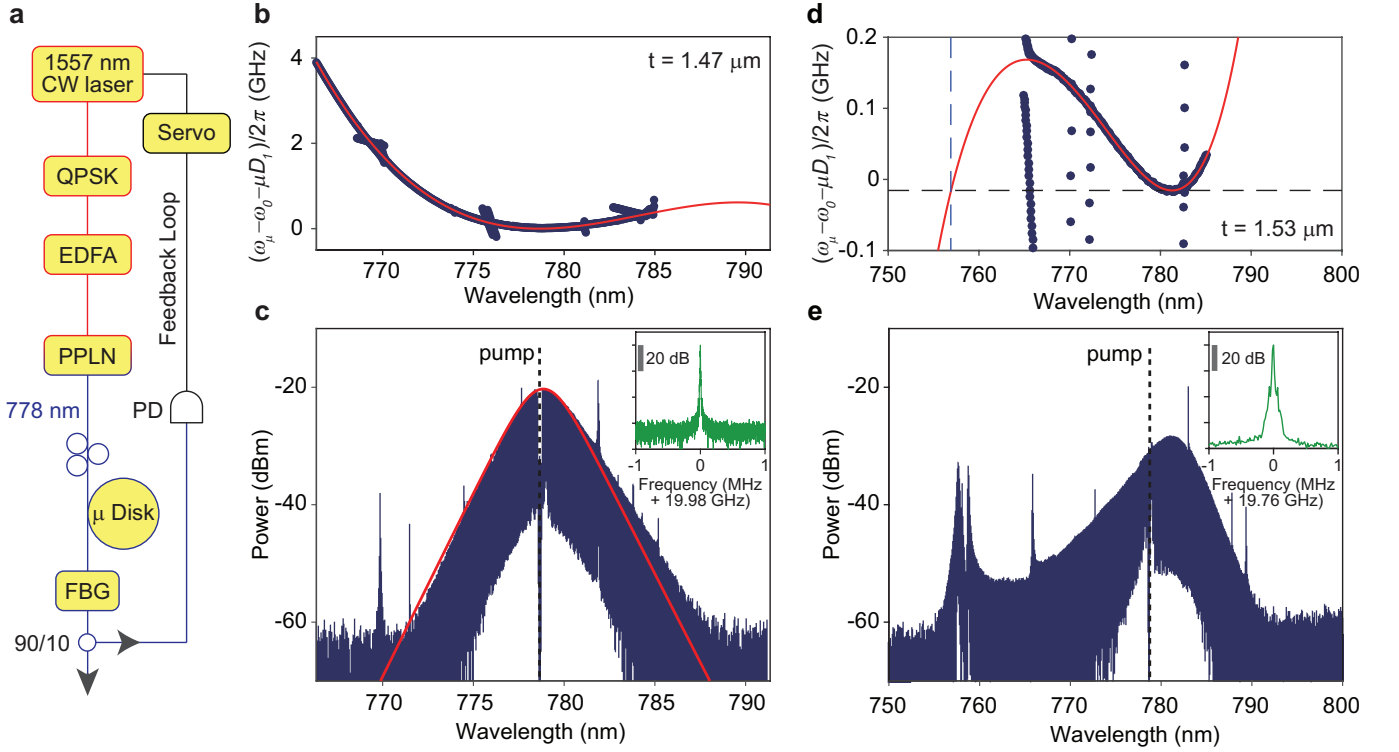 a
1557 nm
CW laser
Servo
QPSK
EDFA
Feedback Loop
PPLN
778 nm
PD
μ Disk
FBG
90/10
b
(ω_μ−ω_0−μD_1)/2π (GHz)
4
2
0
t = 1.47 μm
770 775 780 785 790
Wavelength (nm)
c
Power (dBm)
-20
-40
-60
pump
20 dB
-1 0 1
Frequency (MHz
+ 19.98 GHz)
770 775 780 785 790
Wavelength (nm)
d
(ω_μ−ω_0−μD_1)/2π (GHz)
0.2
0.1
0
-0.1
t = 1.53 μm
750 760 770 780 790 800
Wavelength (nm)
e
Power (dBm)
-20
-40
-60
pump
20 dB
-1 0 1
Frequency (MHz
+ 19.76 GHz)
750 760 770 780 790 800
Wavelength (nm)